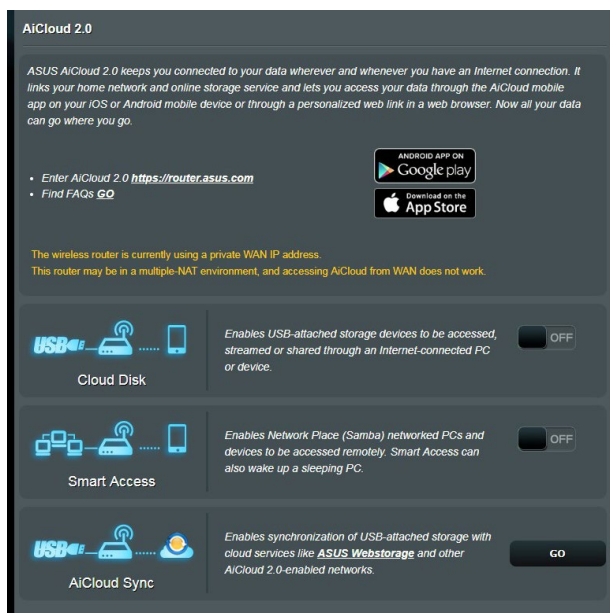 AiCloud 2.0
ASUS AiCloud 2.0 keeps you connected to your data wherever and whenever you have an Internet connection. It
links your home network and online storage service and lets you access your data through the AiCloud mobile
app on your iOS or Android mobile device or through a personalized web link in a web browser. Now all your data
can go where you go.
• Enter AiCloud 2.0 https://router.asus.com
• Find FAQs GO
ANDROID APP ON
Google play
Download on the
App Store
The wireless router is currently using a private WAN IP address.
This router may be in a multiple-NAT environment, and accessing AiCloud from WAN does not work.
USB
Cloud Disk
Enables USB-attached storage devices to be accessed,
streamed or shared through an Internet-connected PC
or device.
OFF
Smart Access
Enables Network Place (Samba) networked PCs and
devices to be accessed remotely. Smart Access can
also wake up a sleeping PC.
OFF
USB
AiCloud Sync
Enables synchronization of USB-attached storage with
cloud services like ASUS Webstorage and other
AiCloud 2.0-enabled networks.
GO